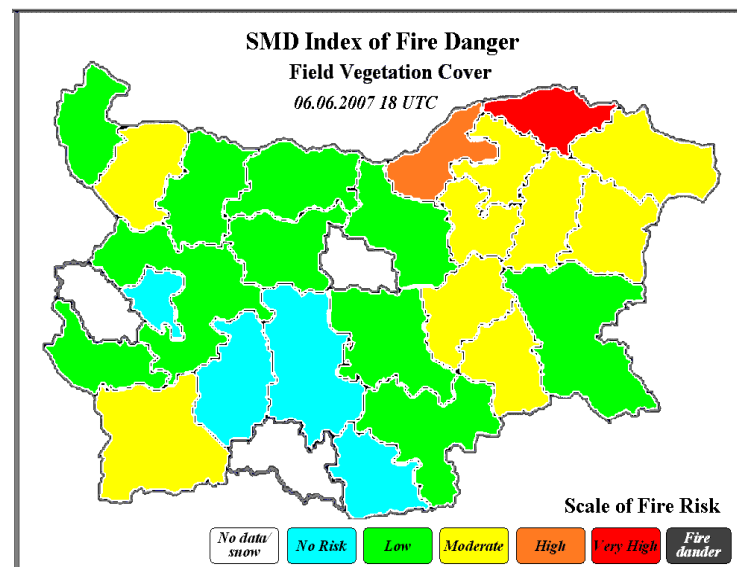 SMD Index of Fire Danger
Field Vegetation Cover
06.06.2007 18 UTC
Scale of Fire Risk
No data/
snow
No Risk
Low
Moderate
High
Very High
Fire
dander